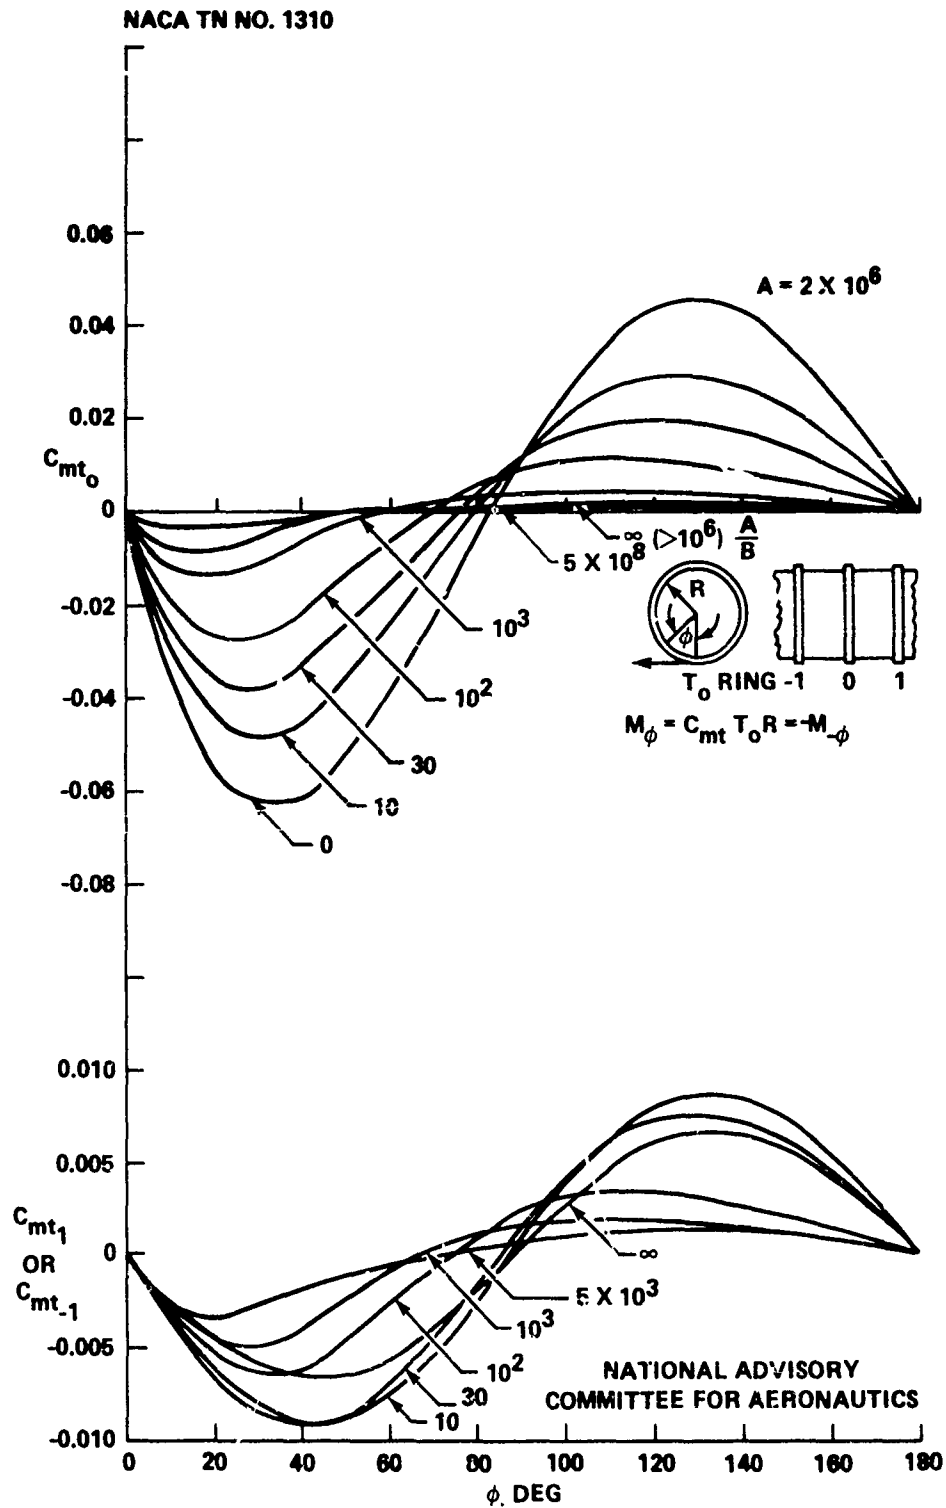 NACA TN NO. 1310
0.06
0.04
0.02
0
-0.02
-0.04
-0.06
-0.08
C_mt_o
A = 2 X 10^6
∞ (>10^6) A/B
5 X 10^8
10^3
10^2
30
10
0
R
ϕ
T_o RING -1 0 1
M_ϕ = C_mt T_o R = -M_-ϕ
0.010
0.005
0
-0.005
-0.010
C_mt_1
OR
C_mt_-1
∞
5 X 10^3
10^3
10^2
30
10
NATIONAL ADVISORY
COMMITTEE FOR AERONAUTICS
0 20 40 60 80 100 120 140 160 180
ϕ, DEG